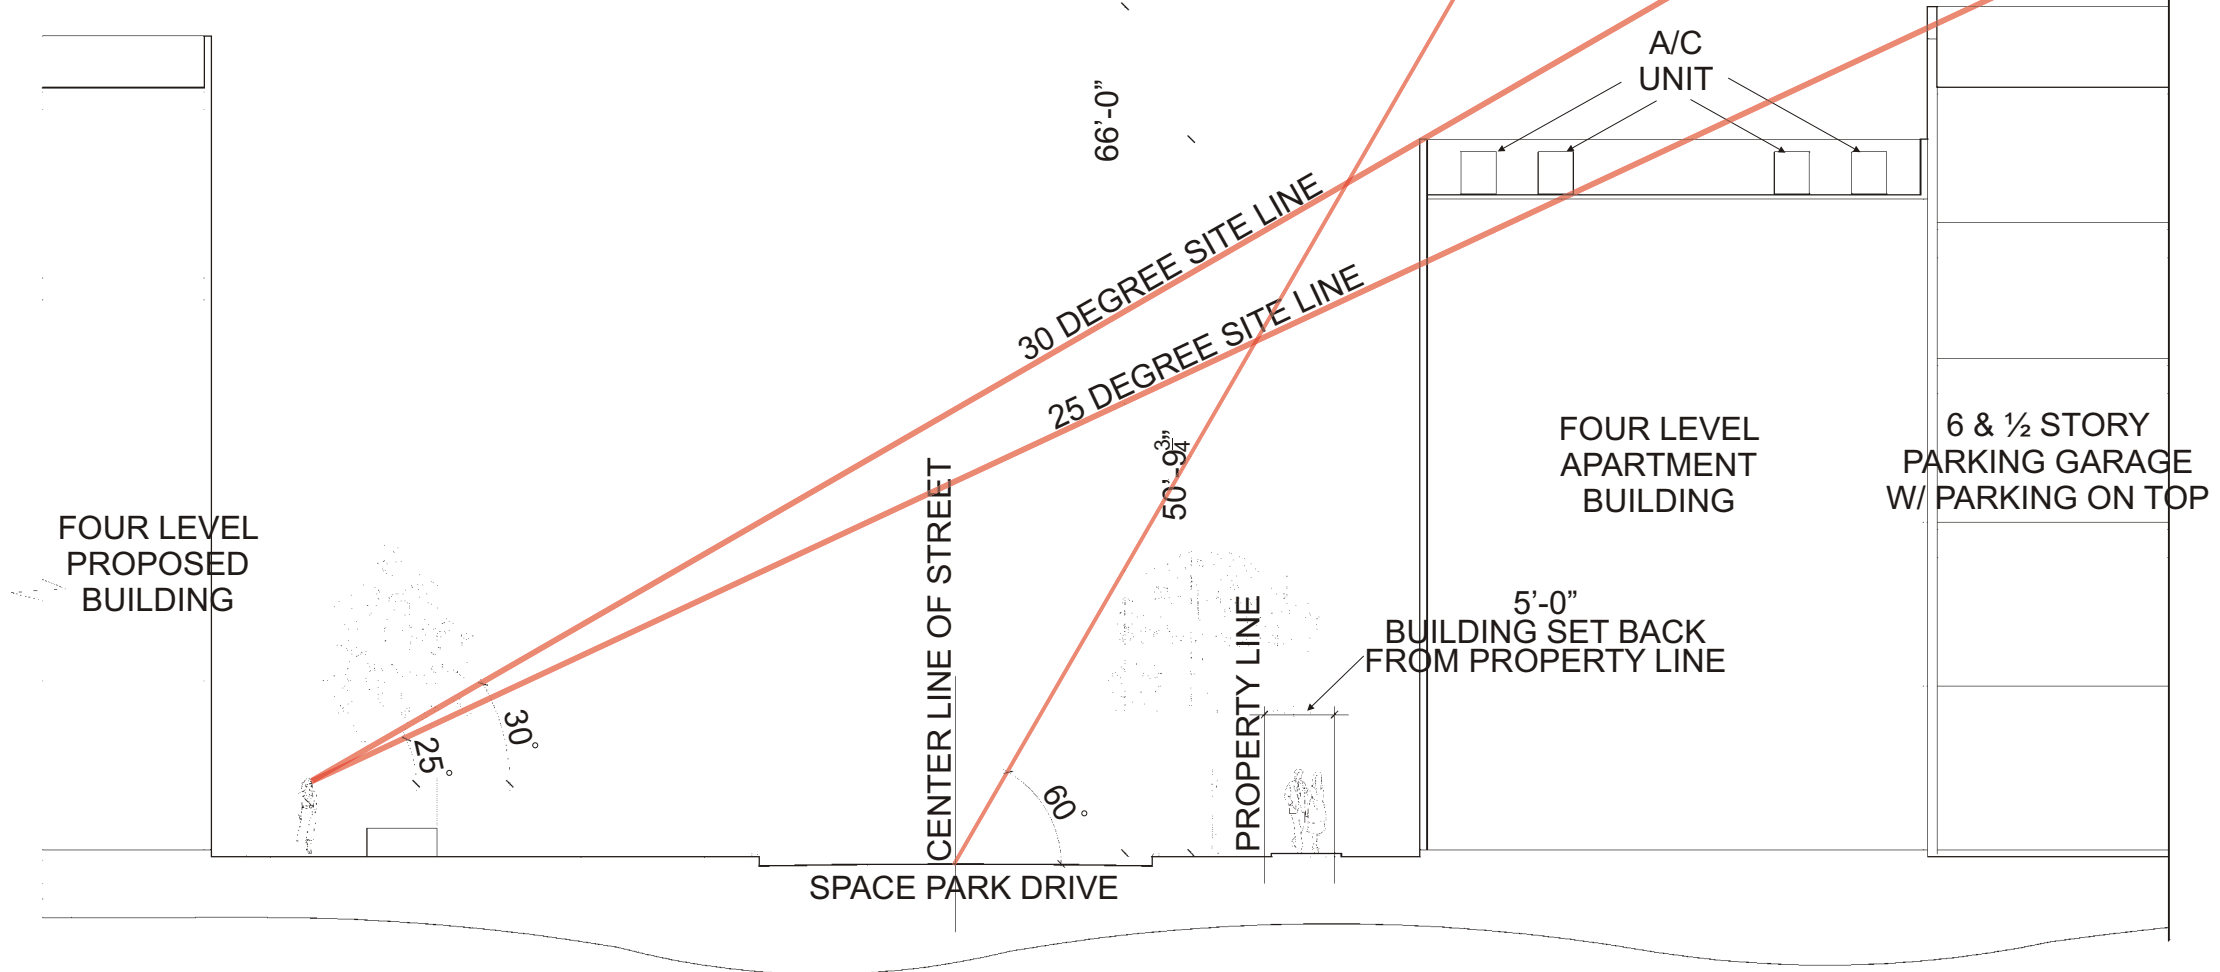 A/C
UNIT
66’-0”
30 DEGREE SITE LINE
25 DEGREE SITE LINE
50’-9¾”
CENTER LINE OF STREET
FOUR LEVEL
APARTMENT
BUILDING
6 & ½ STORY
PARKING GARAGE
W/ PARKING ON TOP
FOUR LEVEL
PROPOSED
BUILDING
5’-0”
BUILDING SET BACK
FROM PROPERTY LINE
PROPERTY LINE
30°
25°
60°
SPACE PARK DRIVE